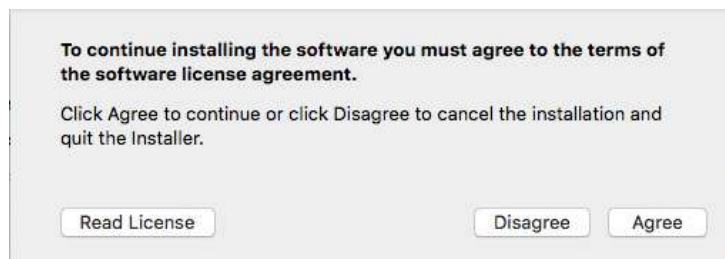 To continue installing the software you must agree to the terms of
the software license agreement.
Click Agree to continue or click Disagree to cancel the installation and
quit the Installer.
Read License
Disagree
Agree